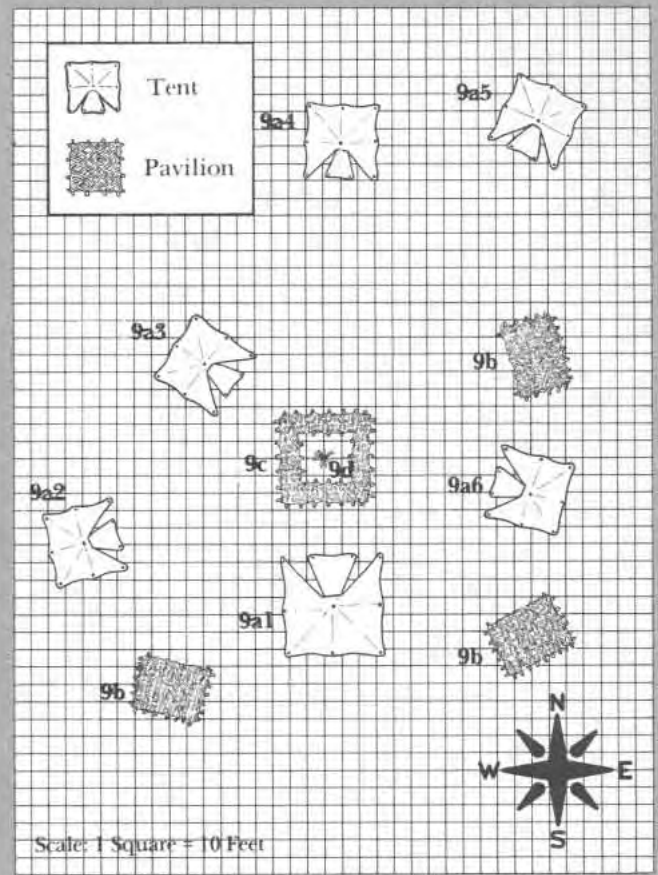 Tent
Pavilion
9a4
9a5
9a3
9b
9c
9d
9a2
9a6
9a1
9b
9b
N
W
E
S
Scale: 1 Square = 10 Feet